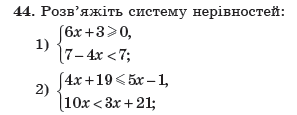 44. Розв'яжіть систему нерівностей:
1) {6x+3⩾0,
7−4x<7;
2) {4x+19⩽5x−1,
10x<3x+21;